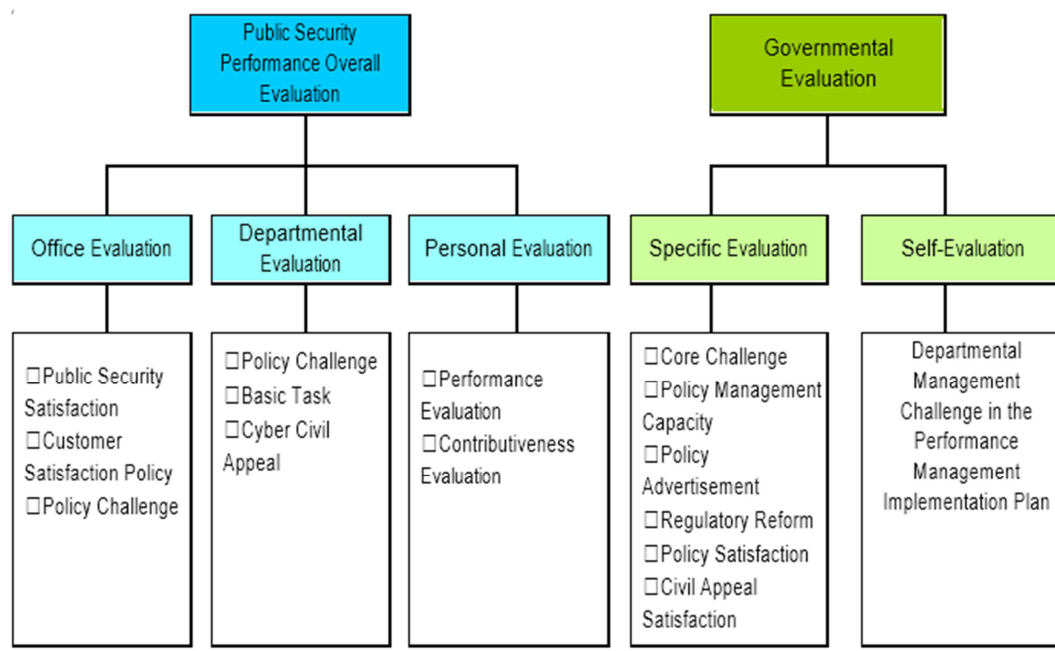 Public Security
Performance Overall
Evaluation
Governmental
Evaluation
Office Evaluation
Departmental
Evaluation
Personal Evaluation
Specific Evaluation
Self-Evaluation
□Public Security
Satisfaction
□Customer
Satisfaction Policy
□Policy Challenge
□Policy Challenge
□Basic Task
□Cyber Civil
Appeal
□Performance
Evaluation
□Contributiveness
Evaluation
□Core Challenge
□Policy Management
Capacity
□Policy
Advertisement
□Regulatory Reform
□Policy Satisfaction
□Civil Appeal
Satisfaction
Departmental
Management
Challenge in the
Performance
Management
Implementation Plan